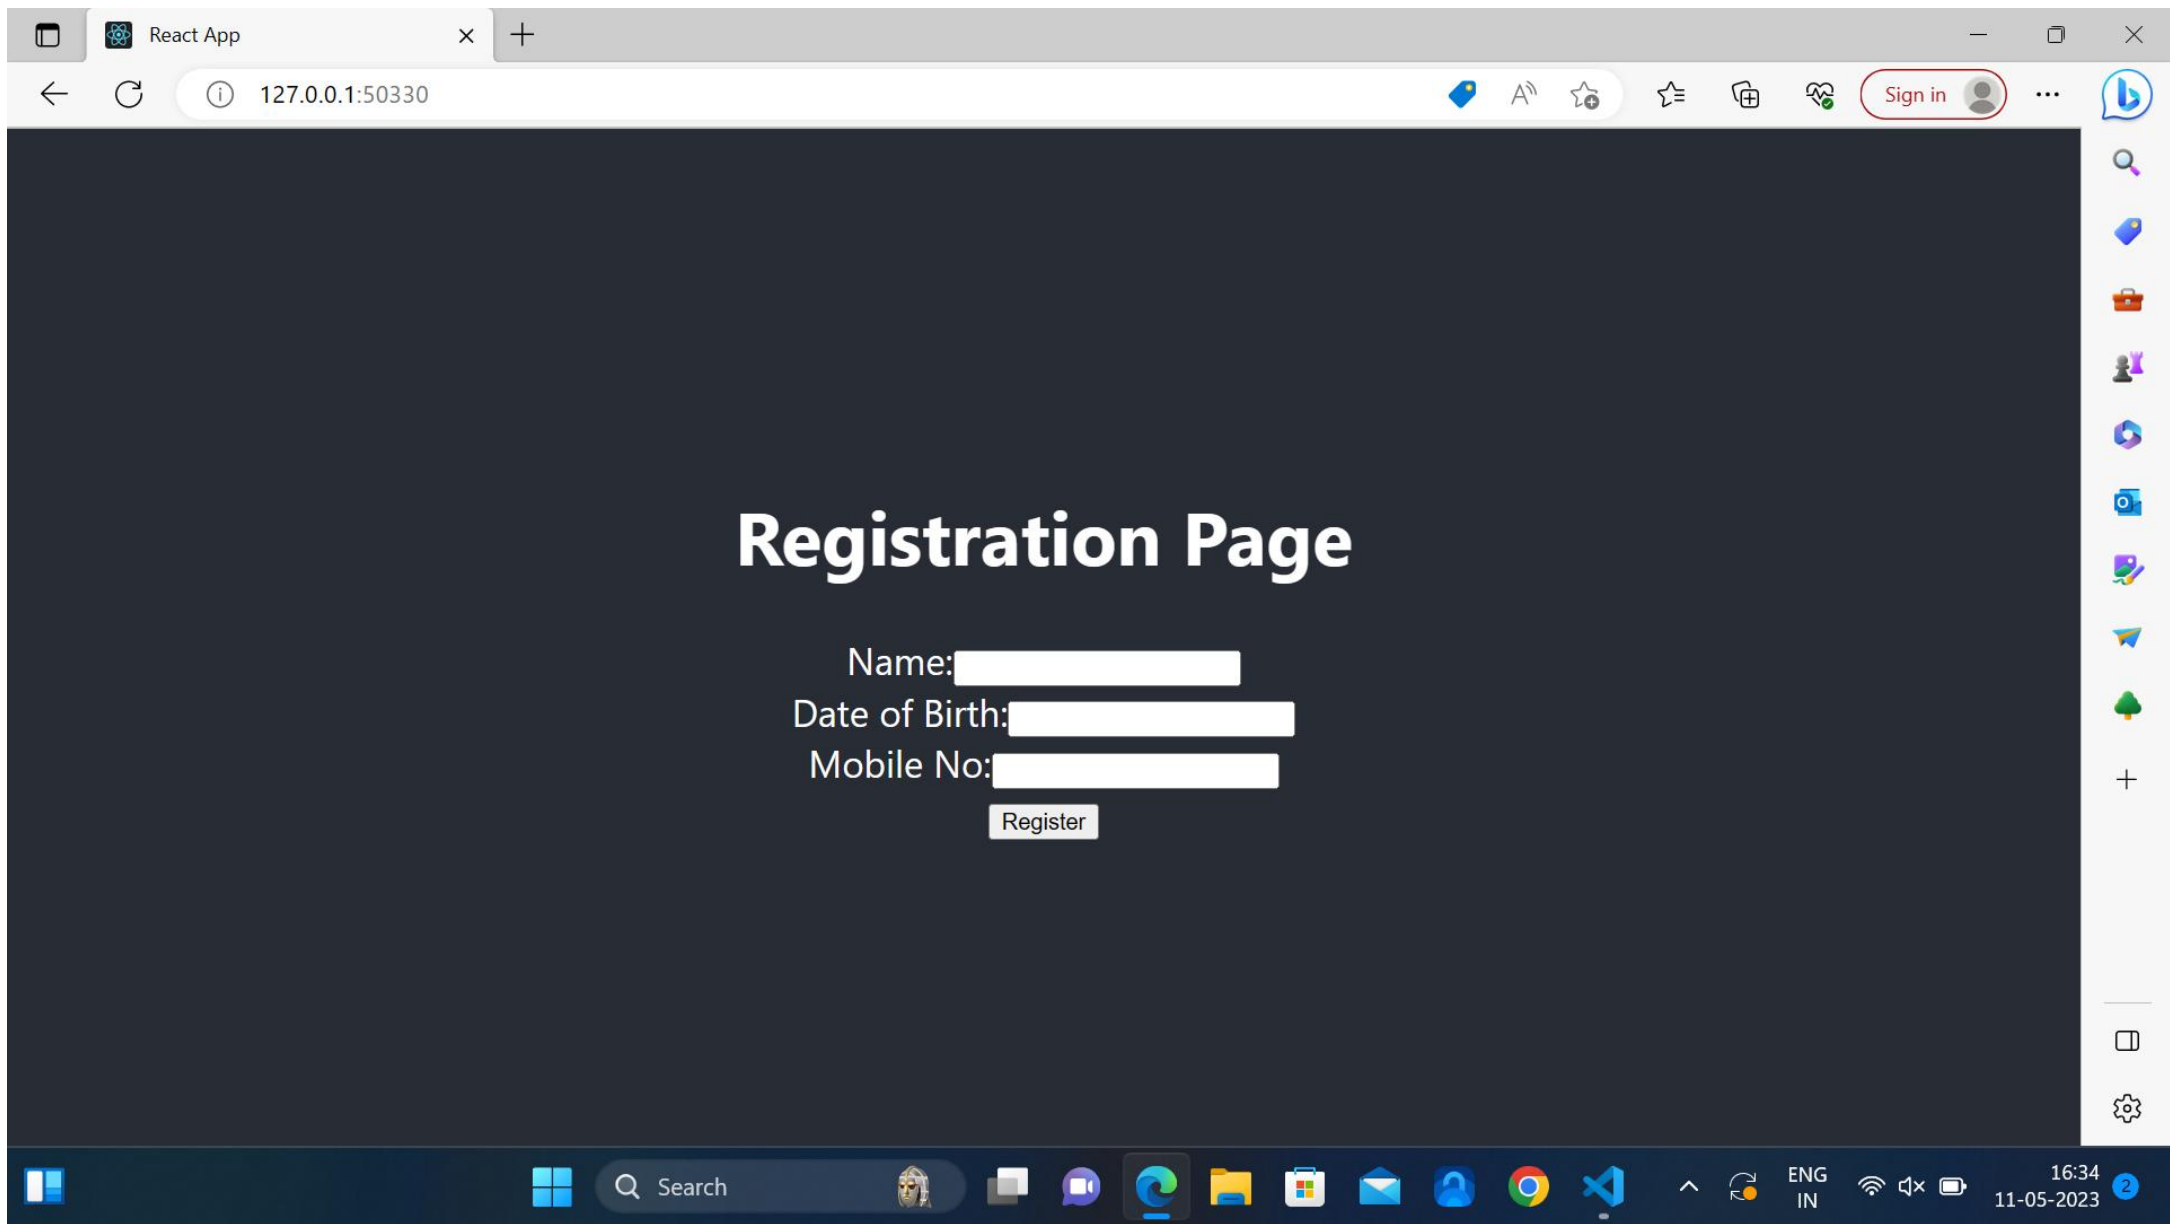 React App
127.0.0.1:50330
Sign in
Registration Page
Name:
Date of Birth:
Mobile No:
Register
Search
ENG
IN
16:34
11-05-2023
2